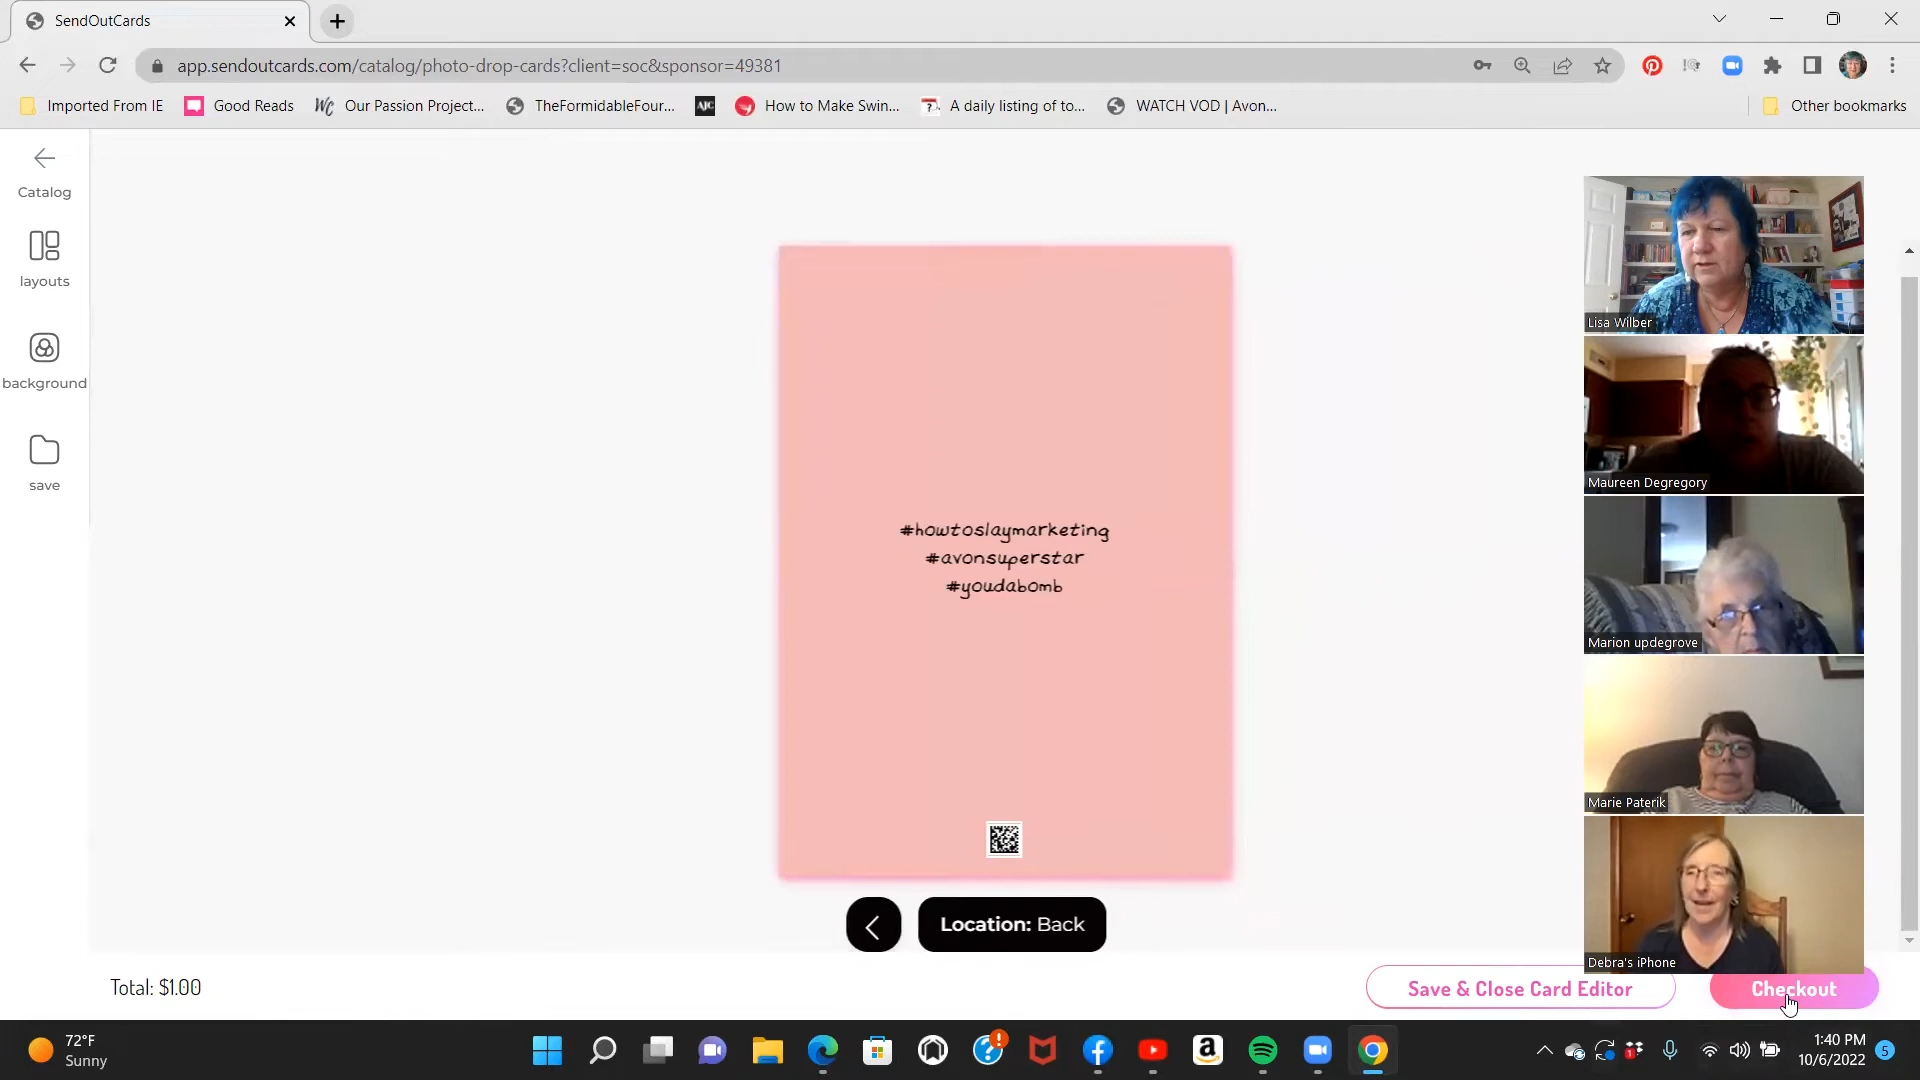 SendOutCards
app.sendoutcards.com/catalog/photo-drop-cards?client=soc&sponsor=49381
Imported From IE
Good Reads
Our Passion Project...
TheFormidableFour...
AJC
How to Make Swin...
A daily listing of to...
WATCH VOD | Avon...
Other bookmarks
Catalog
layouts
background
save
#howtoslaymarketing
#avonsuperstar
#youdabomb
Location: Back
Lisa Wilber
Maureen Degregory
Marion updegrove
Marie Paterik
Debra's iPhone
Total: $1.00
Save & Close Card Editor
Checkout
72°F
Sunny
1:40 PM
10/6/2022
5